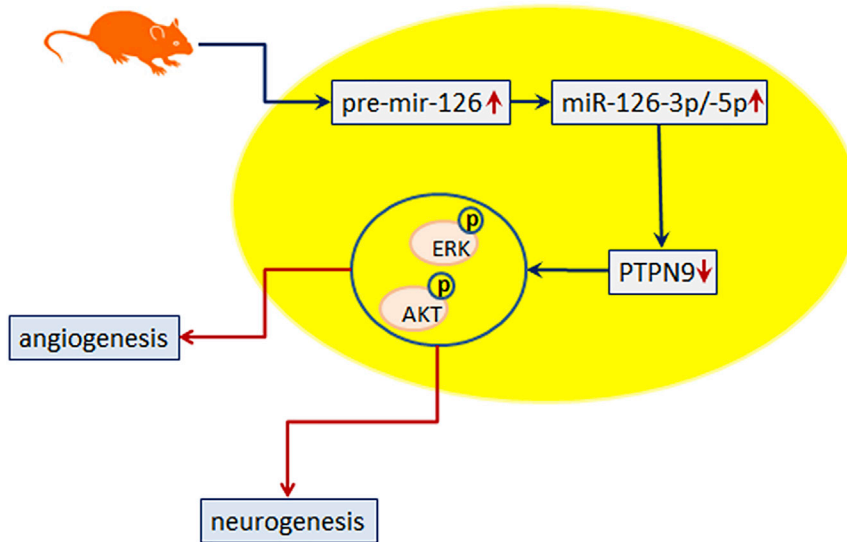 pre-mir-126
miR-126-3p/-5p
p
ERK
PTPN9
p
AKT
angiogenesis
neurogenesis